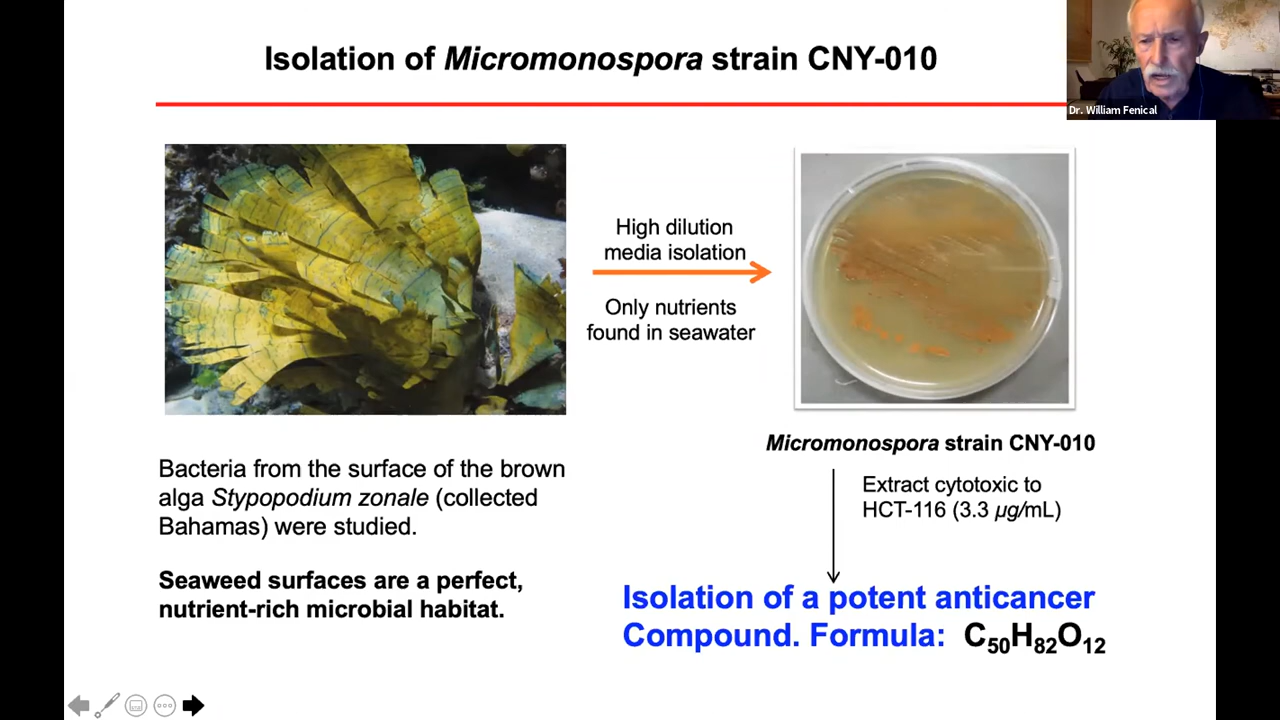 Isolation of Micromonospora strain CNY-010
Dr. William Fenical
High dilution
media isolation
Only nutrients
found in seawater
Micromonospora strain CNY-010
Extract cytotoxic to
HCT-116 (3.3 µg/mL)
Bacteria from the surface of the brown
alga Stypopodium zonale (collected
Bahamas) were studied.
Seaweed surfaces are a perfect,
nutrient-rich microbial habitat.
Isolation of a potent anticancer
Compound. Formula: C₅₀H₈₂O₁₂